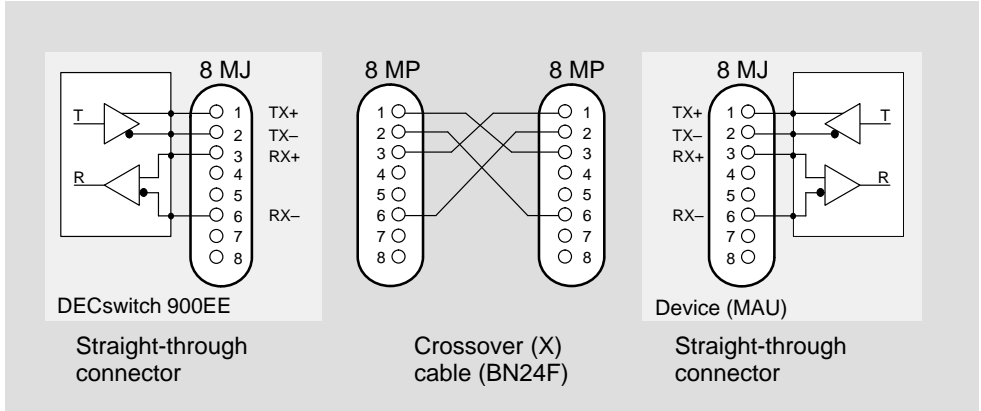 8 MJ
8 MP
8 MP
8 MJ
T
R
1 TX+
2 TX–
3 RX+
4
5
6 RX–
7
8
DECswitch 900EE
Straight-through
connector
1
2
3
4
5
6
7
8
1
2
3
4
5
6
7
8
Crossover (X)
cable (BN24F)
TX+ 1
TX– 2
RX+ 3
4
5
RX– 6
7
8
T
R
Device (MAU)
Straight-through
connector